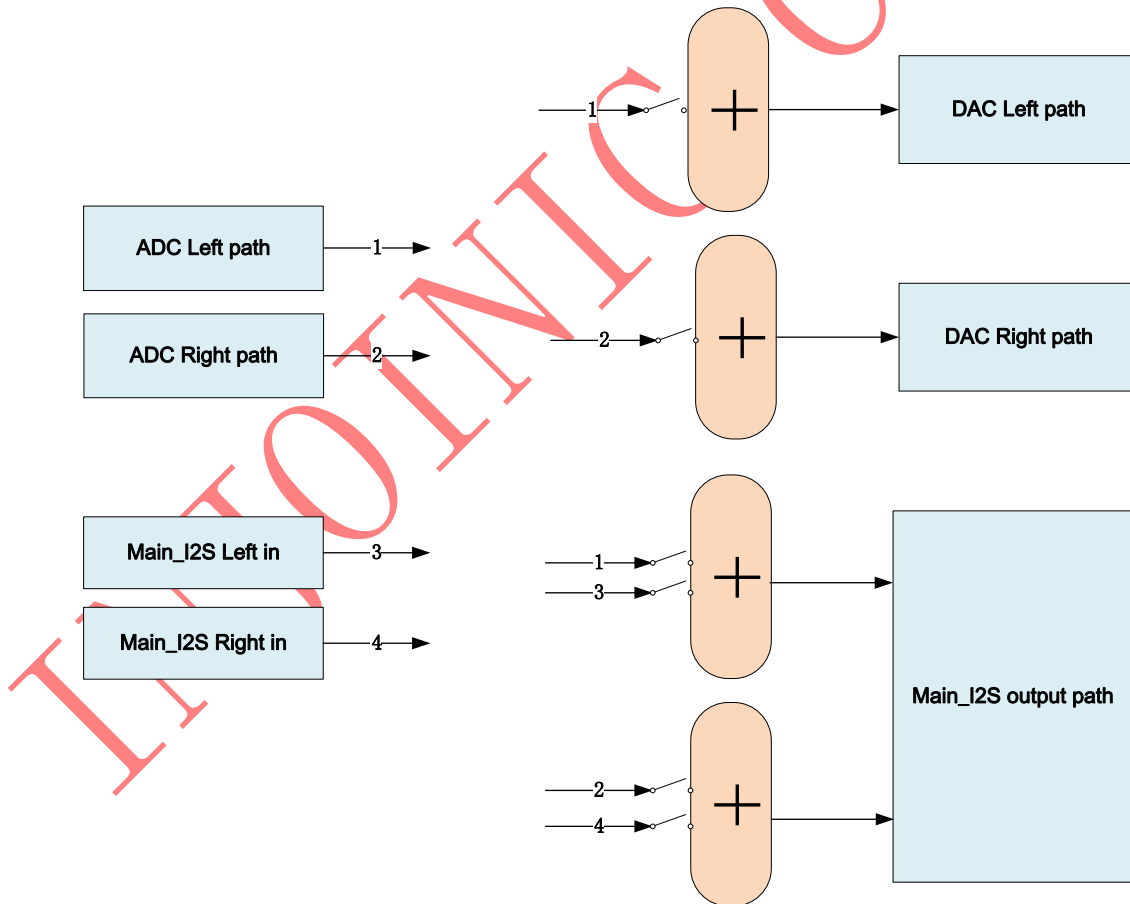 1
DAC Left path
ADC Left path
1
ADC Right path
2
2
DAC Right path
Main_I2S Left in
3
Main_I2S Right in
4
1
3
Main_I2S output path
2
4